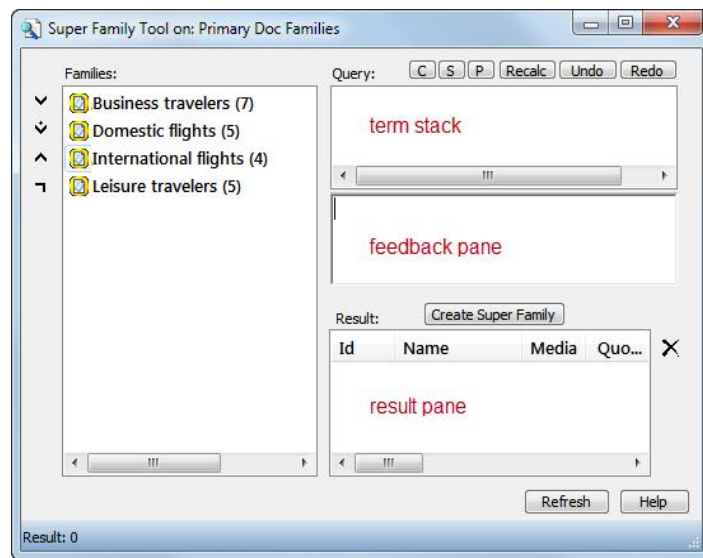 Super Family Tool on: Primary Doc Families
Families:
Query:
C S P Recalc Undo Redo
Business travelers (7)
Domestic flights (5)
International flights (4)
Leisure travelers (5)
term stack
feedback pane
Result:
Create Super Family
Id Name Media Quo...
result pane
Refresh Help
Result: 0